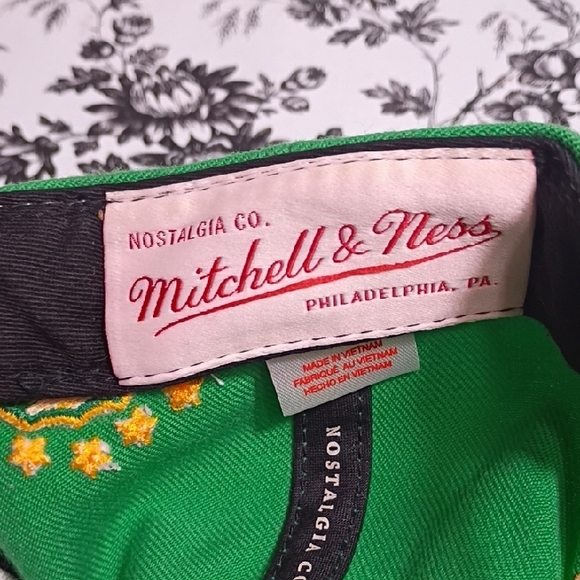 NOSTALGIA CO.
Mitchell & Ness
PHILADELPHIA, PA.
MADE IN VIETNAM
FABRIQUÉ AU VIETNAM
HECHO EN VIETNAM
NOSTALGIA CO